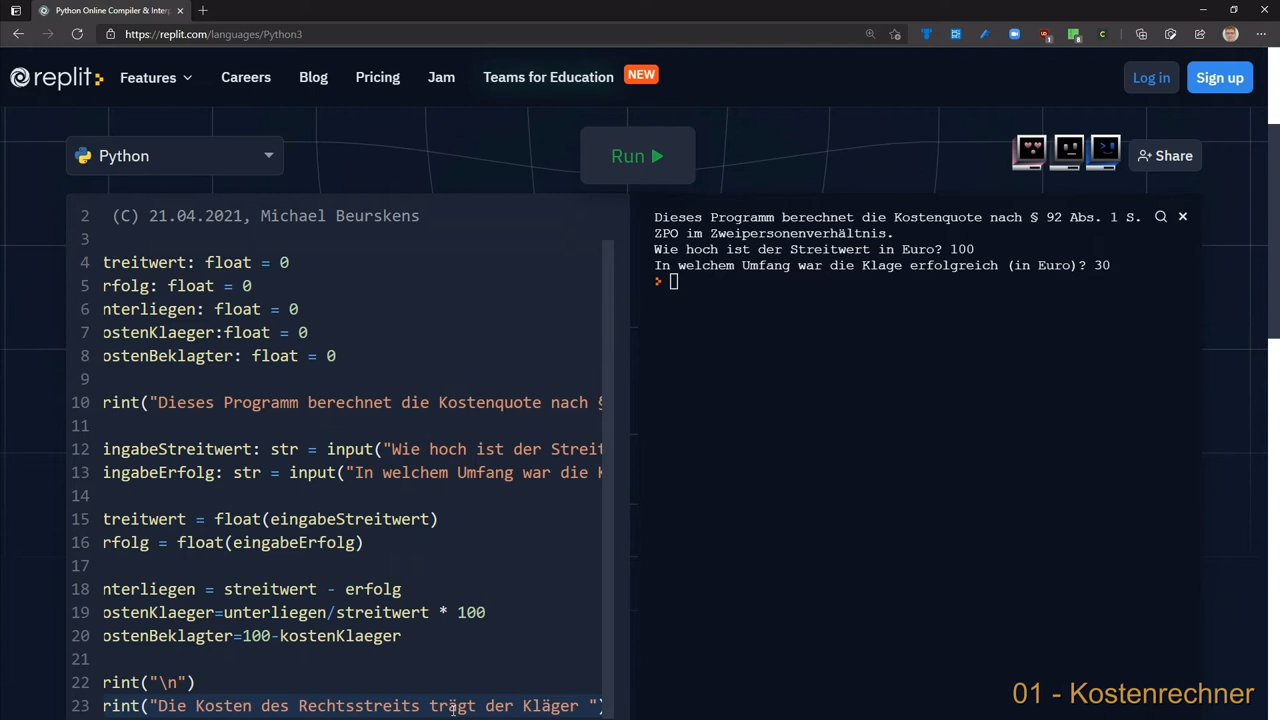 Python Online Compiler & Inter
https://replit.com/languages/Python3
replit
Features
Careers
Blog
Pricing
Jam
Teams for Education
NEW
Log in
Sign up
Python
Run
Share
2 (C) 21.04.2021, Michael Beurskens
3
4 treitwert: float = 0
5 rfolg: float = 0
6 nterliegen: float = 0
7 ostenKlaeger:float = 0
8 ostenBeklagter: float = 0
9
10 rint("Dieses Programm berechnet die Kostenquote nach §
11
12 ingabeStreitwert: str = input("Wie hoch ist der Streit
13 ingabeErfolg: str = input("In welchem Umfang war die K
14
15 treitwert = float(eingabeStreitwert)
16 rfolg = float(eingabeErfolg)
17
18 nterliegen = streitwert - erfolg
19 ostenKlaeger=unterliegen/streitwert * 100
20 ostenBeklagter=100-kostenKlaeger
21
22 rint("\n")
23 rint("Die Kosten des Rechtsstreits trägt der Kläger ")
Dieses Programm berechnet die Kostenquote nach § 92 Abs. 1 S.
ZPO im Zweipersonenverhältnis.
Wie hoch ist der Streitwert in Euro? 100
In welchem Umfang war die Klage erfolgreich (in Euro)? 30
01 - Kostenrechner